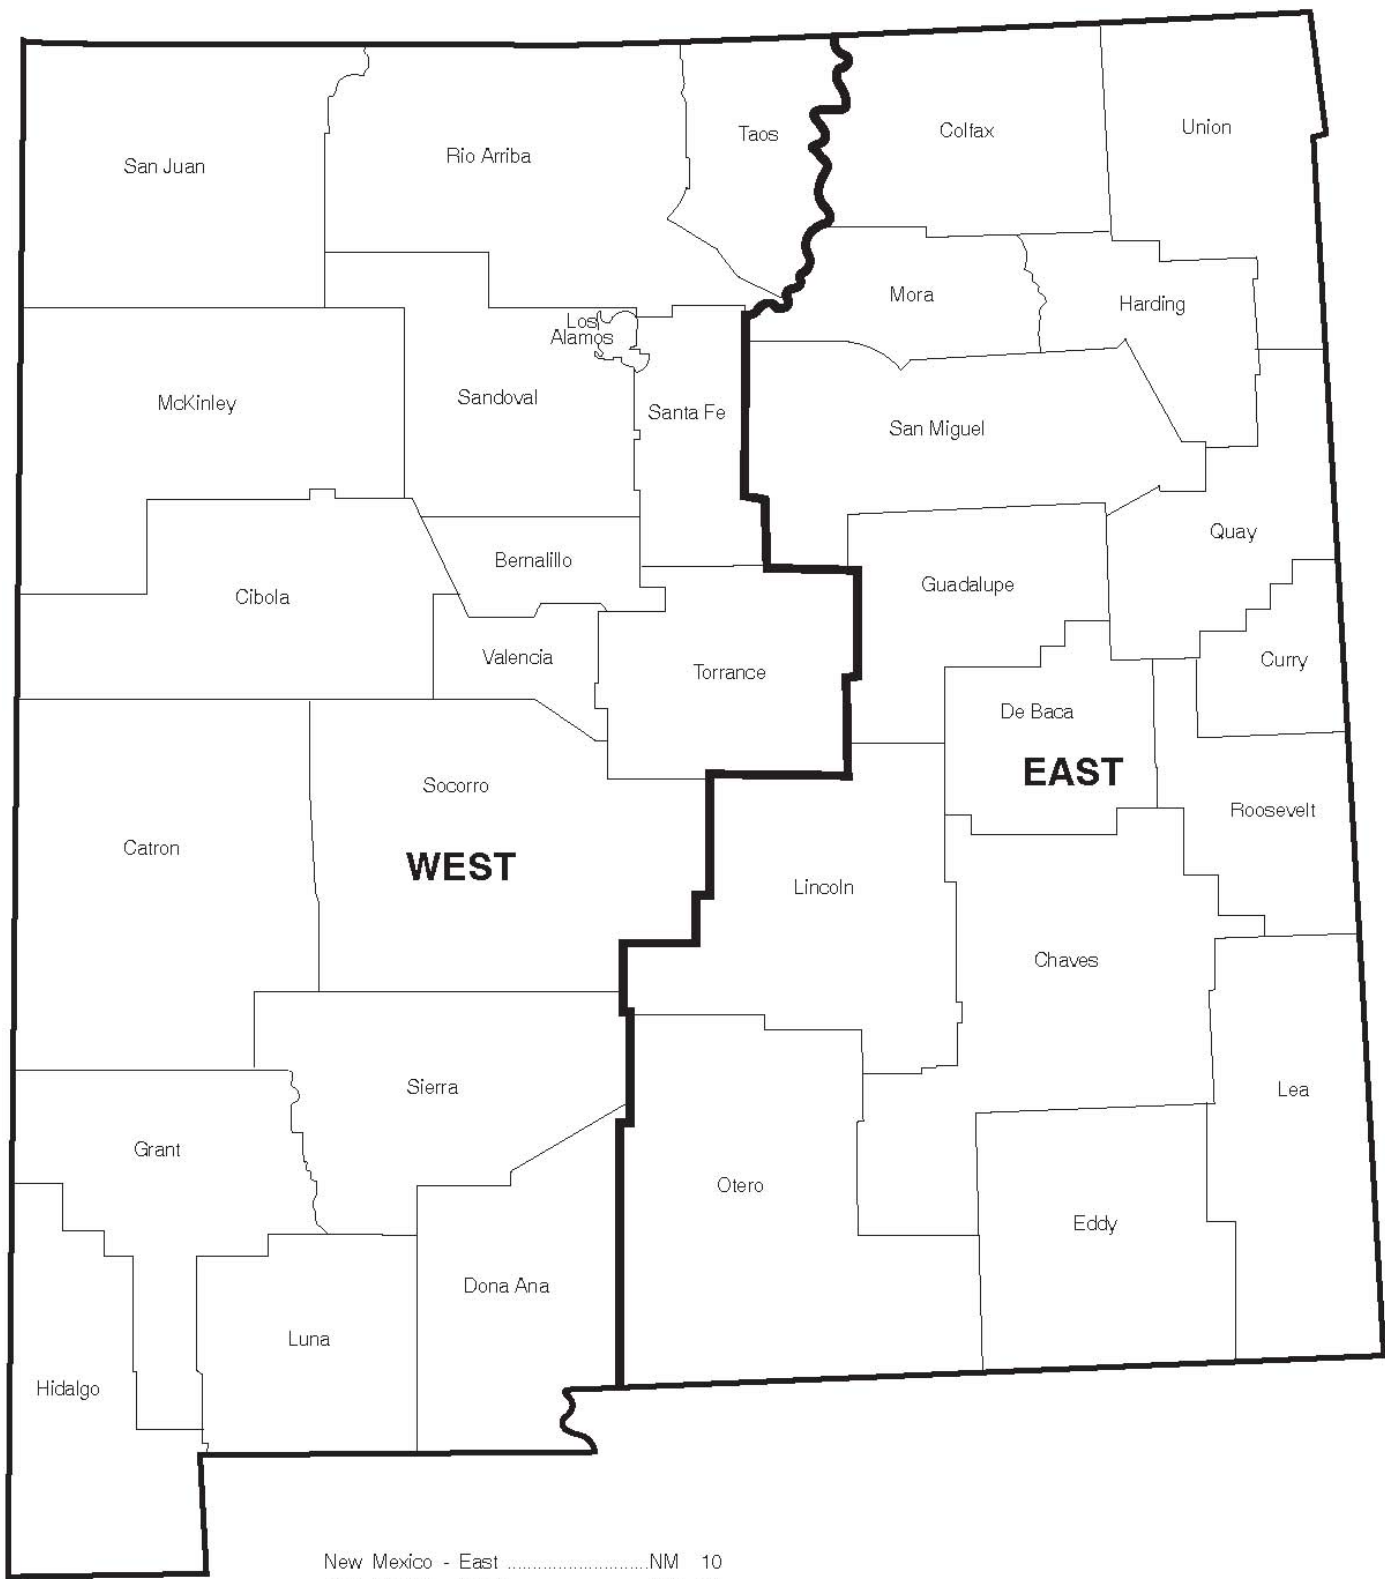 Union
Colfax
Taos
Rio Arriba
San Juan
Mora
Harding
Los
Alamos
Sandoval
McKinley
Santa Fe
San Miguel
Quay
Bernalillo
Guadalupe
Cibola
Valencia
Curry
Torrance
De Baca
EAST
Socorro
Roosevelt
Catron
WEST
Lincoln
Chaves
Sierra
Lea
Grant
Otero
Eddy
Dona Ana
Luna
Hidalgo
New Mexico - East ............................NM 10